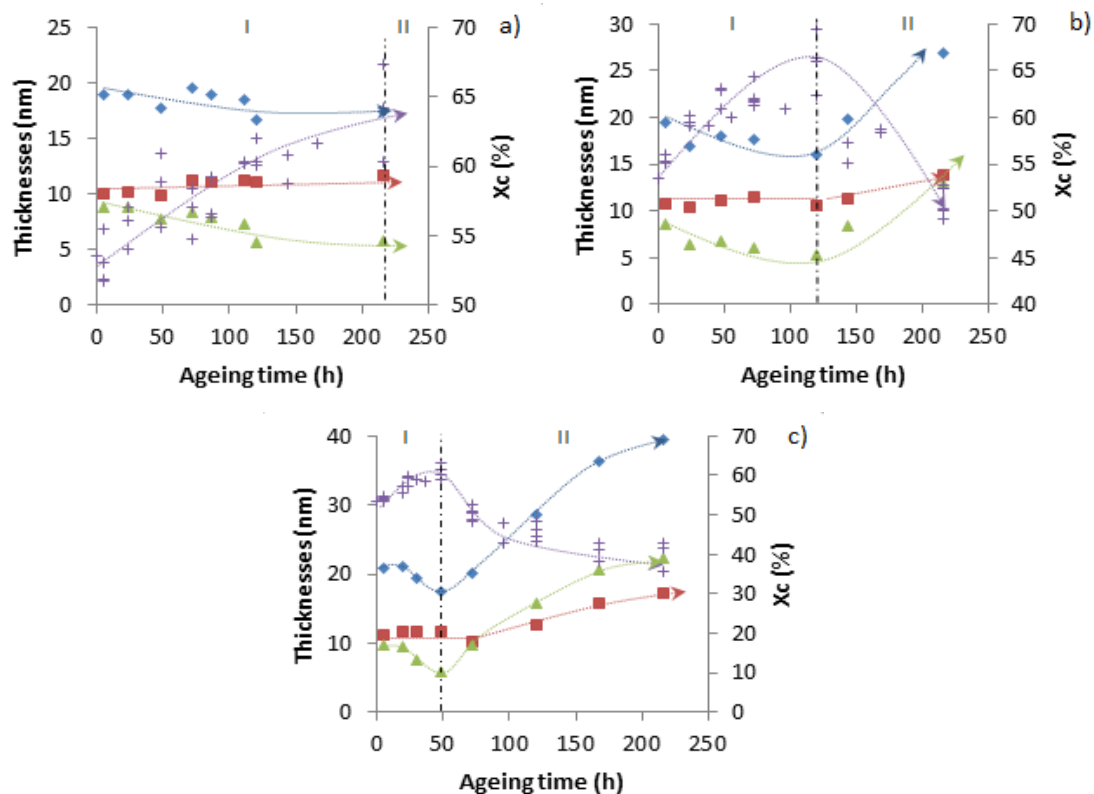 I II a)
25 70
20 65
15 60
10
5 55
0 50
0 50 100 150 200 250
Thicknesses (nm)
Xc (%)
Ageing time (h)
I II b)
30 70
25 65
20 60
15 55
10 50
5 45
0 40
0 50 100 150 200 250
Thicknesses (nm)
Xc (%)
Ageing time (h)
I II c)
40 70
60
30 50
40
20 30
10 20
10
0 0
0 50 100 150 200 250
Thicknesses (nm)
Xc (%)
Ageing time (h)